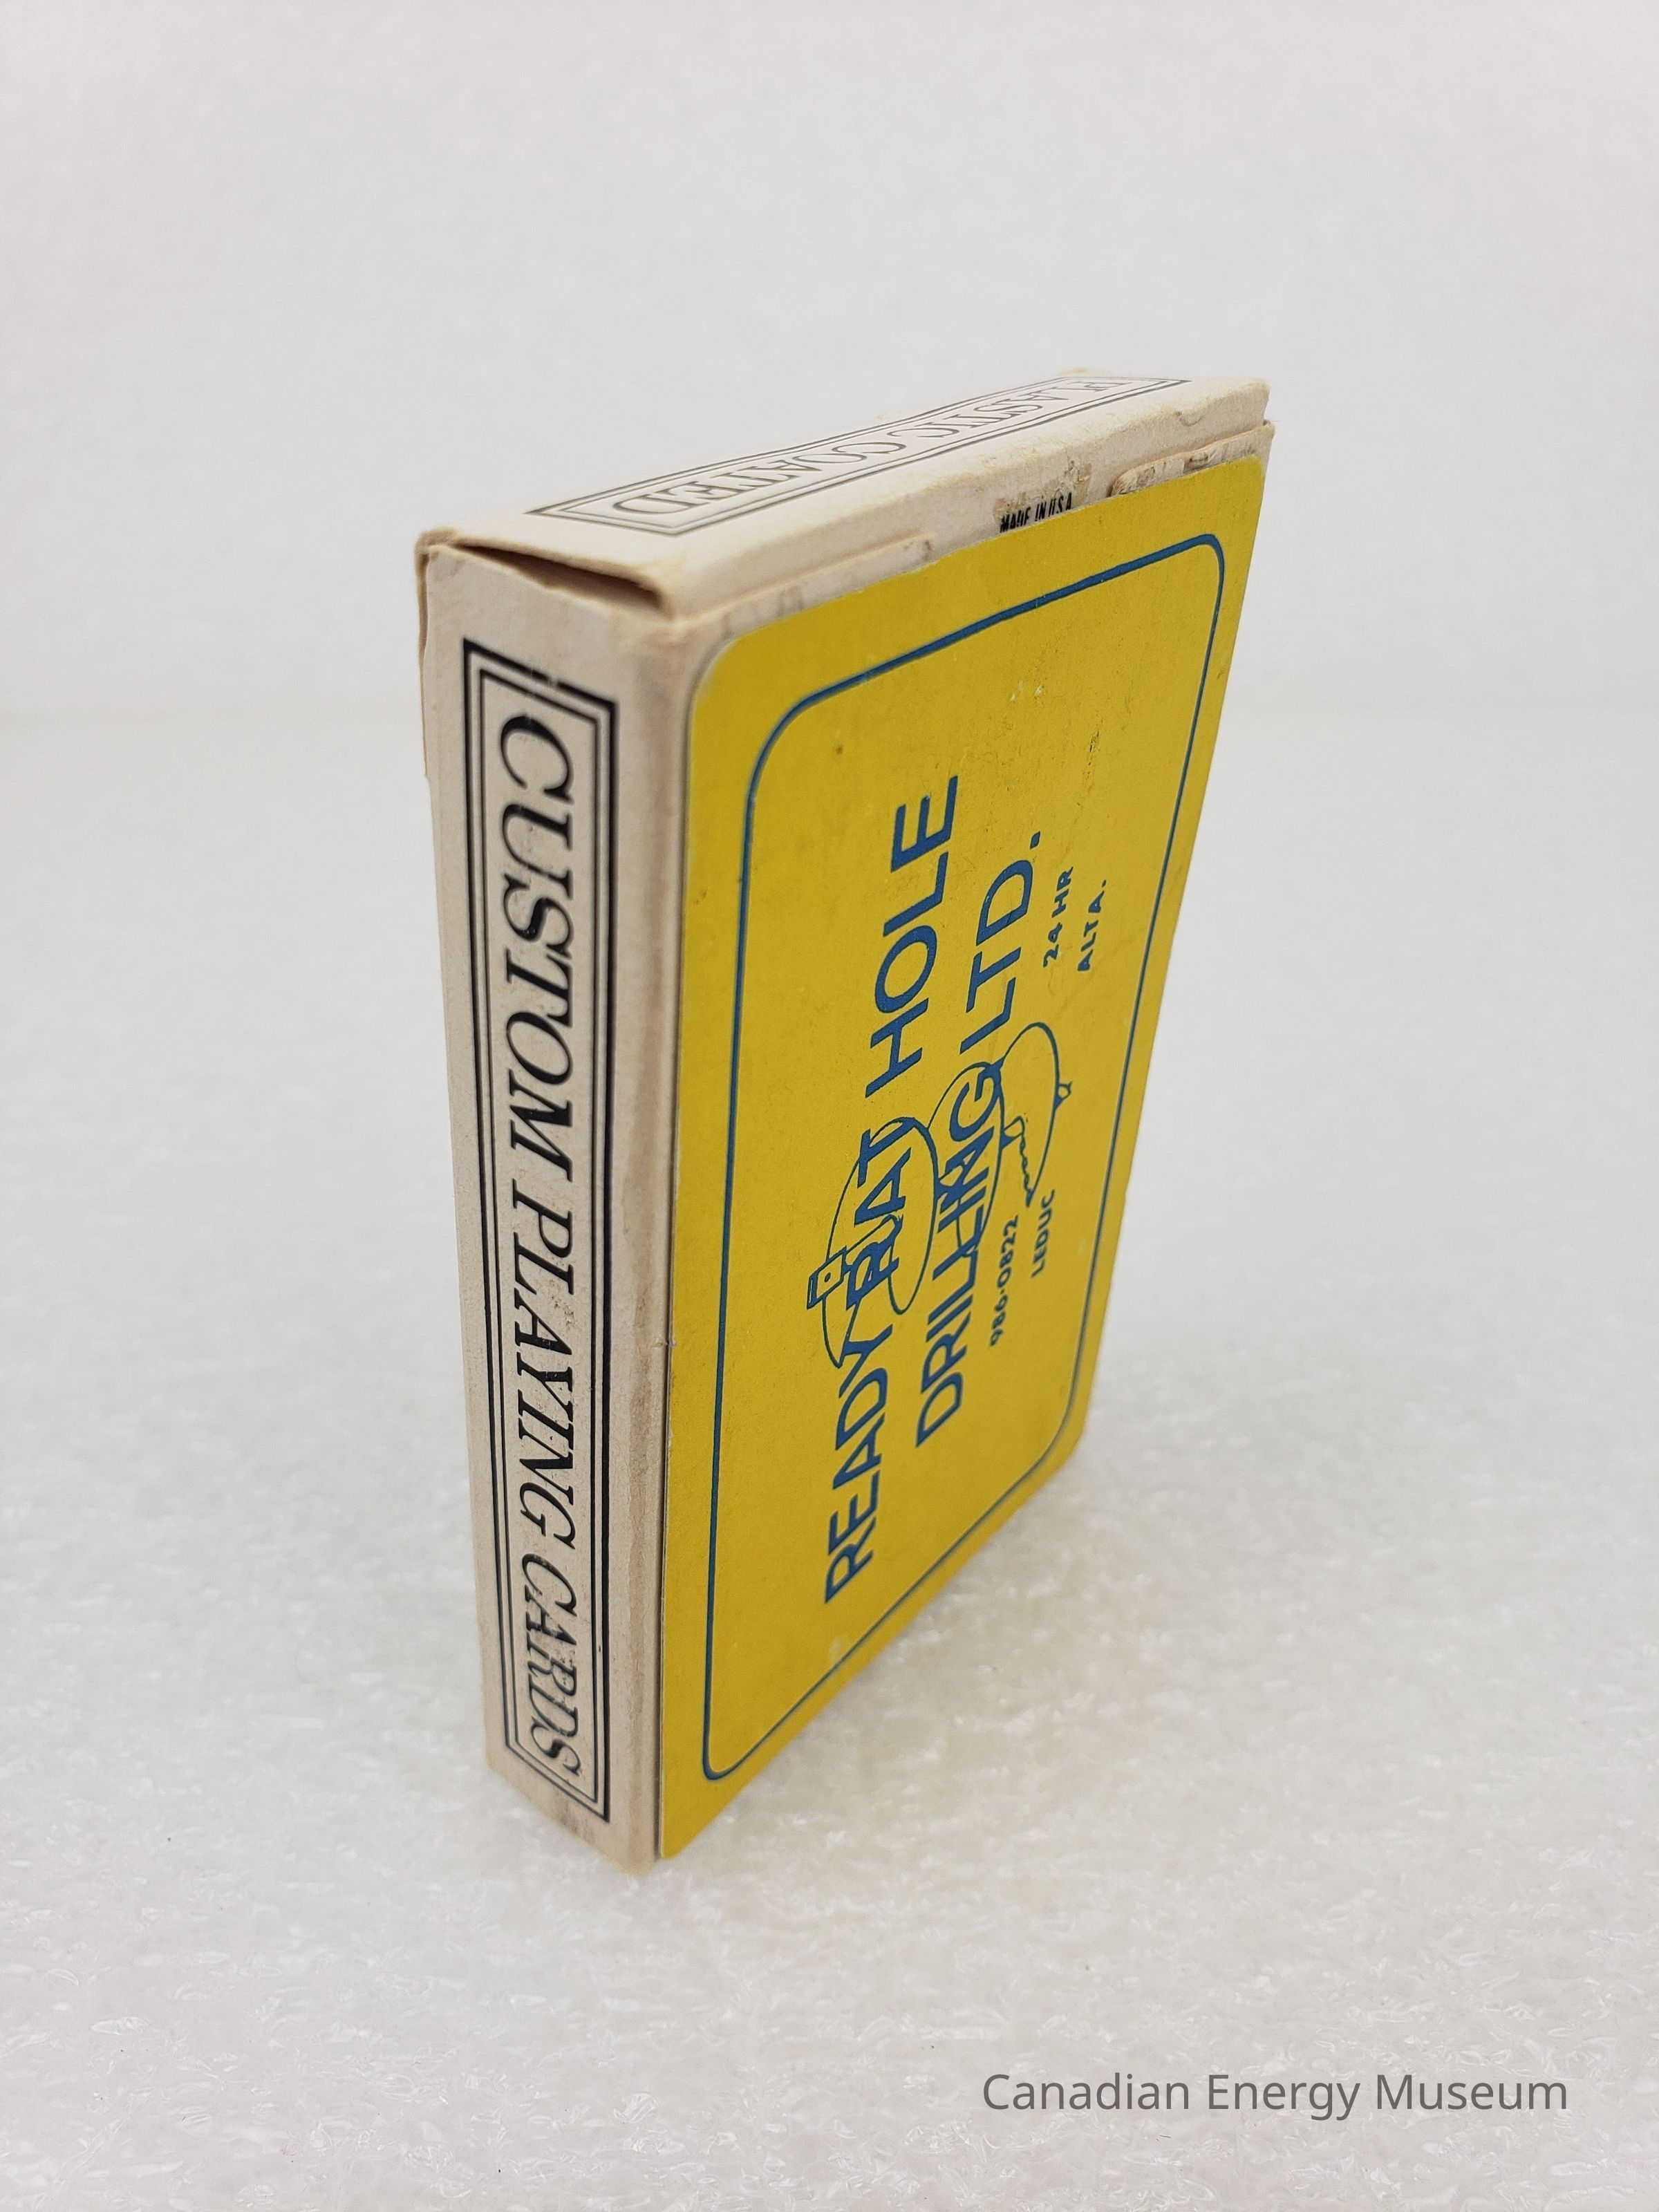 PLASTIC COATED
MADE IN U.S.A.
CUSTOM PLAYING CARDS
READY RAT HOLE
DRILLING LTD.
986-0822 24 HR
LEDUC ALTA.
Canadian Energy Museum